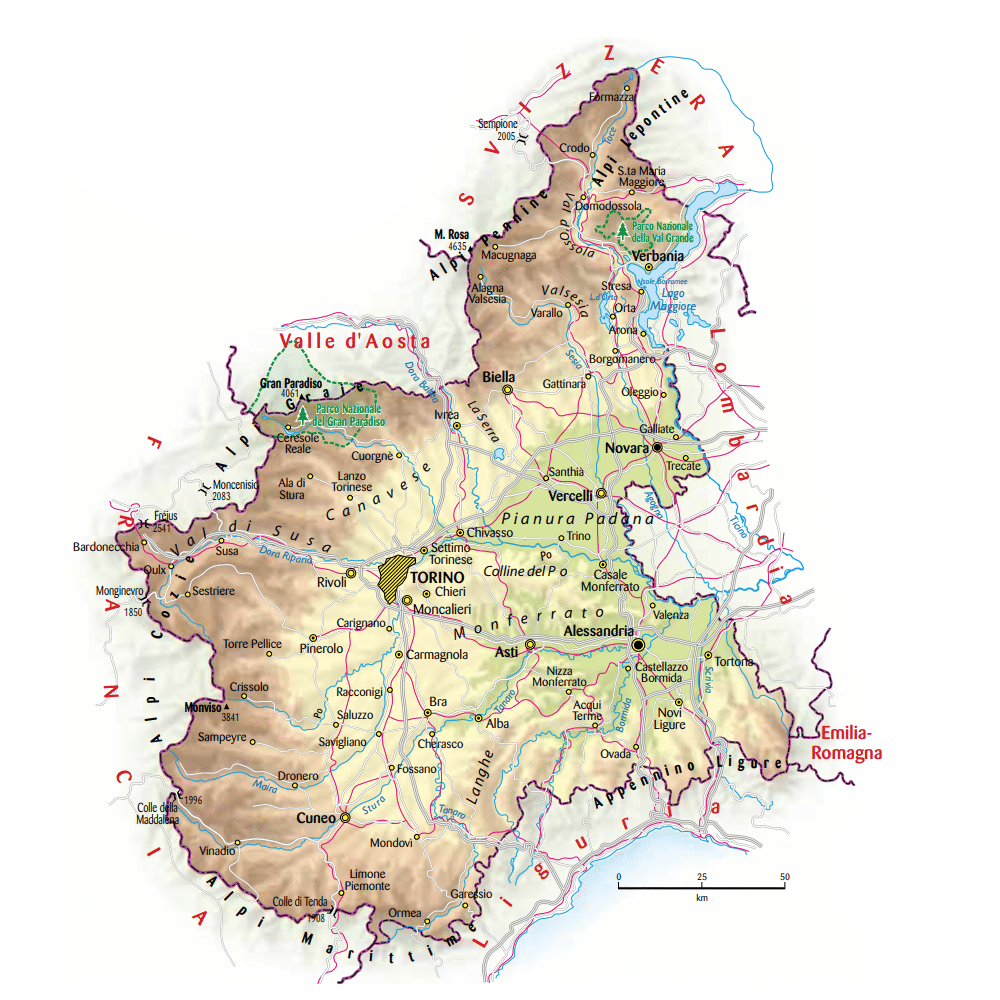 SVIZZERA
Formazza
Sempione
2005
Toce
Alpi Lepontine
Crodo
S.ta Maria
Maggiore
Domodossola
Val d'Ossola
Parco Nazionale
della Val Grande
M. Rosa
4635
Alpi Pennine
Macugnaga
Verbania
Alagna
Valsesia
Valsesia
Stresa
Isole Borromee
L.d'Orta
Lago
Maggiore
Varallo
Orta
Arona
Valle d'Aosta
Lombardia
Borgomanero
Sesia
Gran Paradiso
4061
Dora Baltea
Biella
Gattinara
Oleggio
Alpi Graie
Parco Nazionale
del Gran Paradiso
Ivrea
La Serra
Galliate
Ceresole
Reale
Cuorgnè
Novara
Trecate
FRANCIA
Lanzo
Torinese
Ala di
Stura
Canavese
Santhià
Moncenisio
2083
Vercelli
Agogna
Ticino
Fréjus
2541
Pianura Padana
Bardonecchia
Val di Susa
Susa
Dora Riparia
Chivasso
Trino
Settimo
Torinese
Po
Oulx
Rivoli
TORINO
Colline del Po
Casale
Monferrato
Monginevro
1850
Sestriere
Chieri
Moncalieri
Valenza
Alpi Cozie
Carignano
Monferrato
Alessandria
Torre Pellice
Pinerolo
Carmagnola
Asti
Tortona
Castellazzo
Bormida
Nizza
Monferrato
Scrivia
Crissolo
Racconigi
Tanaro
Bormida
Monviso
3841
Po
Saluzzo
Bra
Alba
Acqui
Terme
Novi
Ligure
Sampeyre
Savigliano
Cherasco
Ovada
Emilia-
Romagna
Fossano
Langhe
Appennino Ligure
Dronero
Maira
Colle della
Maddalena
1996
Stura
Tanaro
Cuneo
Liguria
Mondovì
Vinadio
Limone
Piemonte
0
25
50
km
Colle di Tenda
1908
Garessio
Ormea
Alpi Marittime